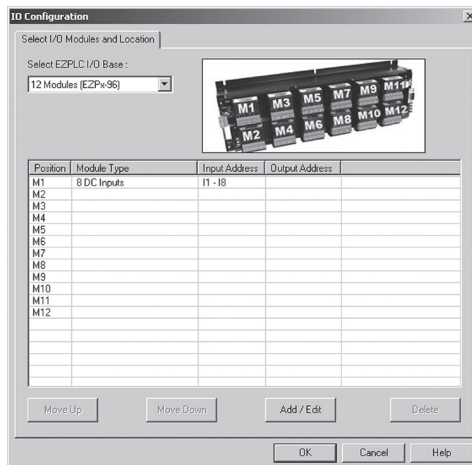 IO Configuration
Select I/O Modules and Location
Select EZPLC I/O Base :
12 Modules (EZPx-96)
M1 M3 M5 M7 M9 M11
M2 M4 M6 M8 M10 M12
Position Module Type Input Address Output Address
M1 8 DC Inputs I1 - I8
M2
M3
M4
M5
M6
M7
M8
M9
M10
M11
M12
Move Up Move Down Add / Edit Delete
OK Cancel Help